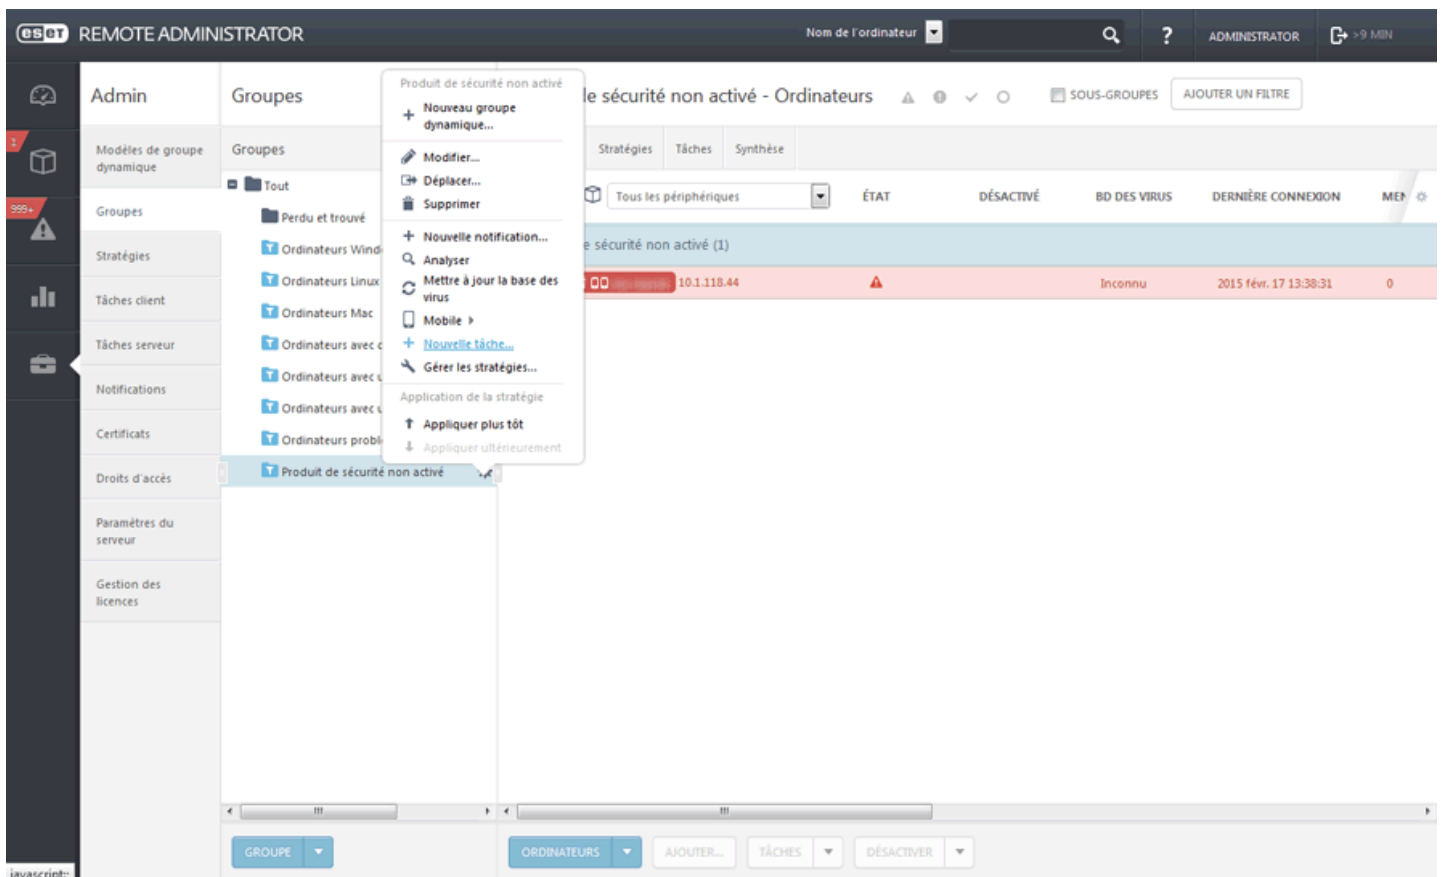 eset REMOTE ADMINISTRATOR
Nom de l'ordinateur
?
ADMINISTRATOR
>9 MIN
Admin
Modèles de groupe
dynamique
Groupes
Stratégies
Tâches client
Tâches serveur
Notifications
Certificats
Droits d'accès
Paramètres du
serveur
Gestion des
licences
1
999+
Groupes
Groupes
Tout
Perdu et trouvé
Ordinateurs
Ordinateurs Linux
Ordinateurs Mac
Ordinateurs avec
Ordinateurs avec
Ordinateurs avec
Ordinateurs
Produit de sécurité non activé
Produit de sécurité non activé
Nouveau groupe
dynamique...
Modifier...
Déplacer...
Supprimer
Nouvelle notification...
Analyser
Mettre à jour la base des
virus
Mobile
Nouvelle tâche...
Gérer les stratégies...
Application de la stratégie
Appliquer plus tôt
Appliquer ultérieurement
de sécurité non activé - Ordinateurs
SOUS-GROUPES
AJOUTER UN FILTRE
Stratégies Tâches Synthèse
Tous les périphériques
ÉTAT DÉSACTIVÉ BD DES VIRUS DERNIÈRE CONNEXION
sécurité non activé (1)
10.1.118.44 Inconnu 2015 févr. 17 13:38:31 0
GROUPE
ORDINATEURS AJOUTER... TÂCHES DÉSACTIVER
javascript:;